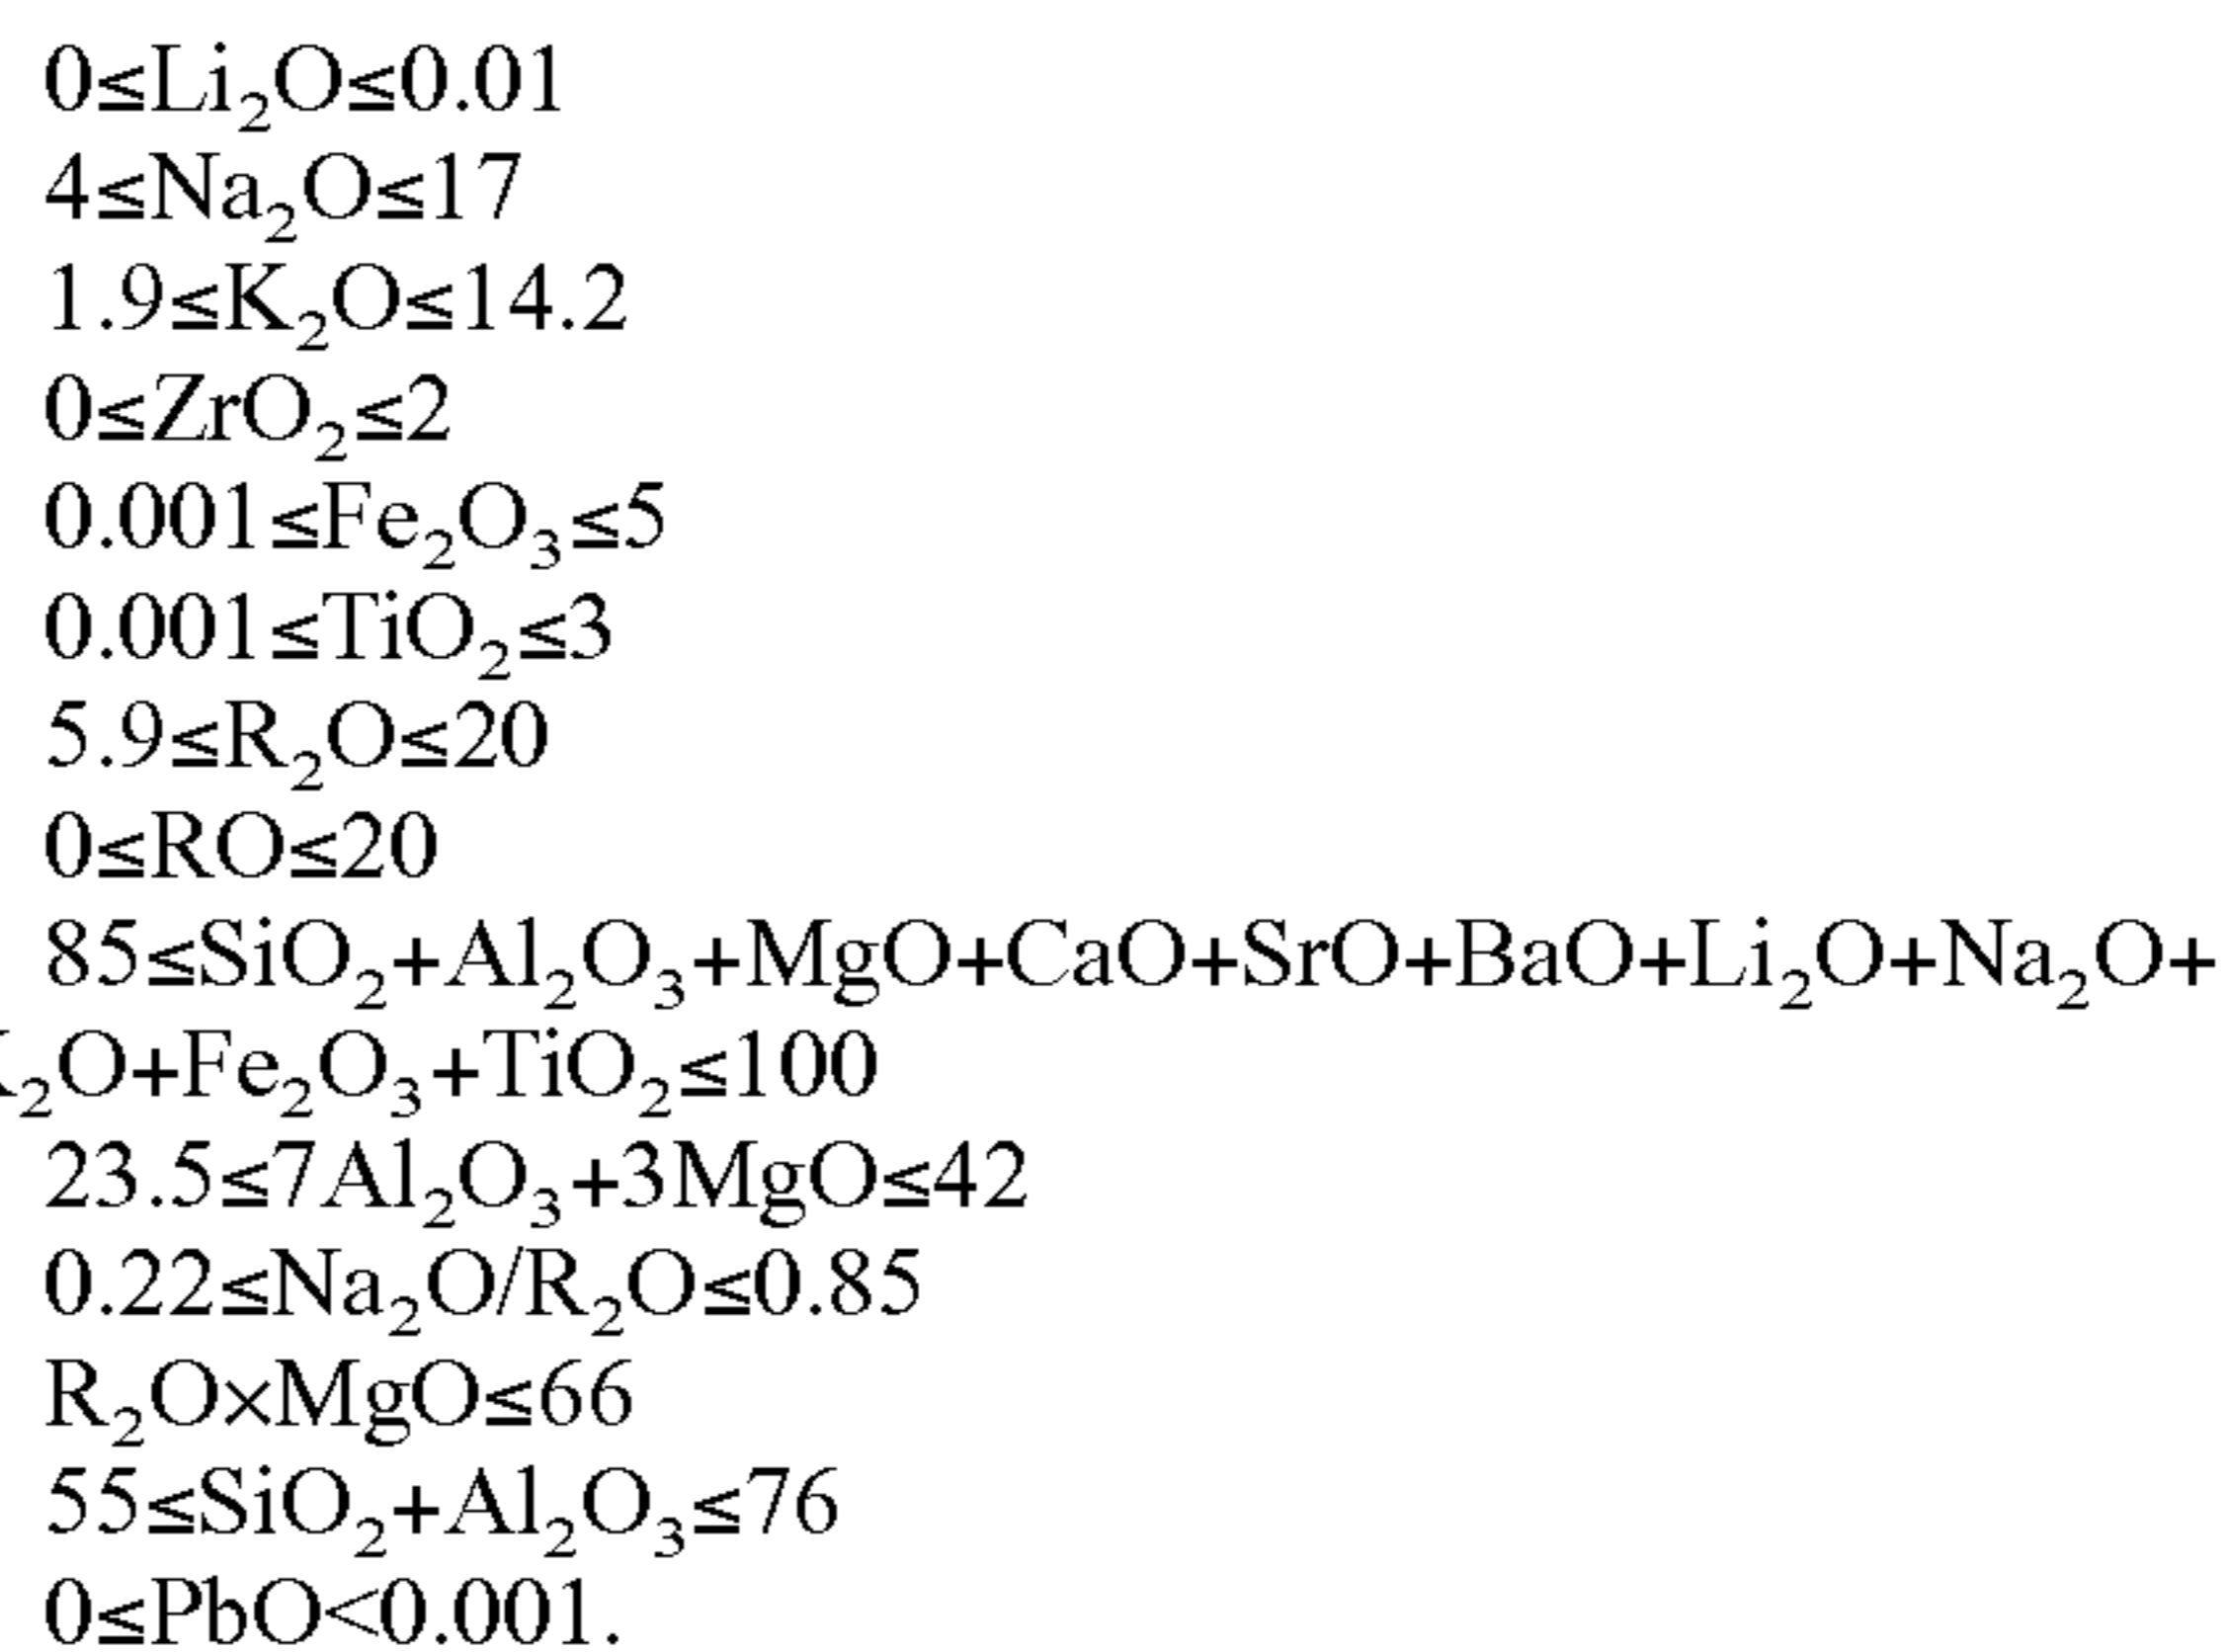 0≤Li₂O≤0.01
4≤Na₂O≤17
1.9≤K₂O≤14.2
0≤ZrO₂≤2
0.001≤Fe₂O₃≤5
0.001≤TiO₂≤3
5.9≤R₂O≤20
0≤RO≤20
85≤SiO₂+Al₂O₃+MgO+CaO+SrO+BaO+Li₂O+Na₂O+
K₂O+Fe₂O₃+TiO₂≤100
23.5≤7Al₂O₃+3MgO≤42
0.22≤Na₂O/R₂O≤0.85
R₂O×MgO≤66
55≤SiO₂+Al₂O₃≤76
0≤PbO<0.001.